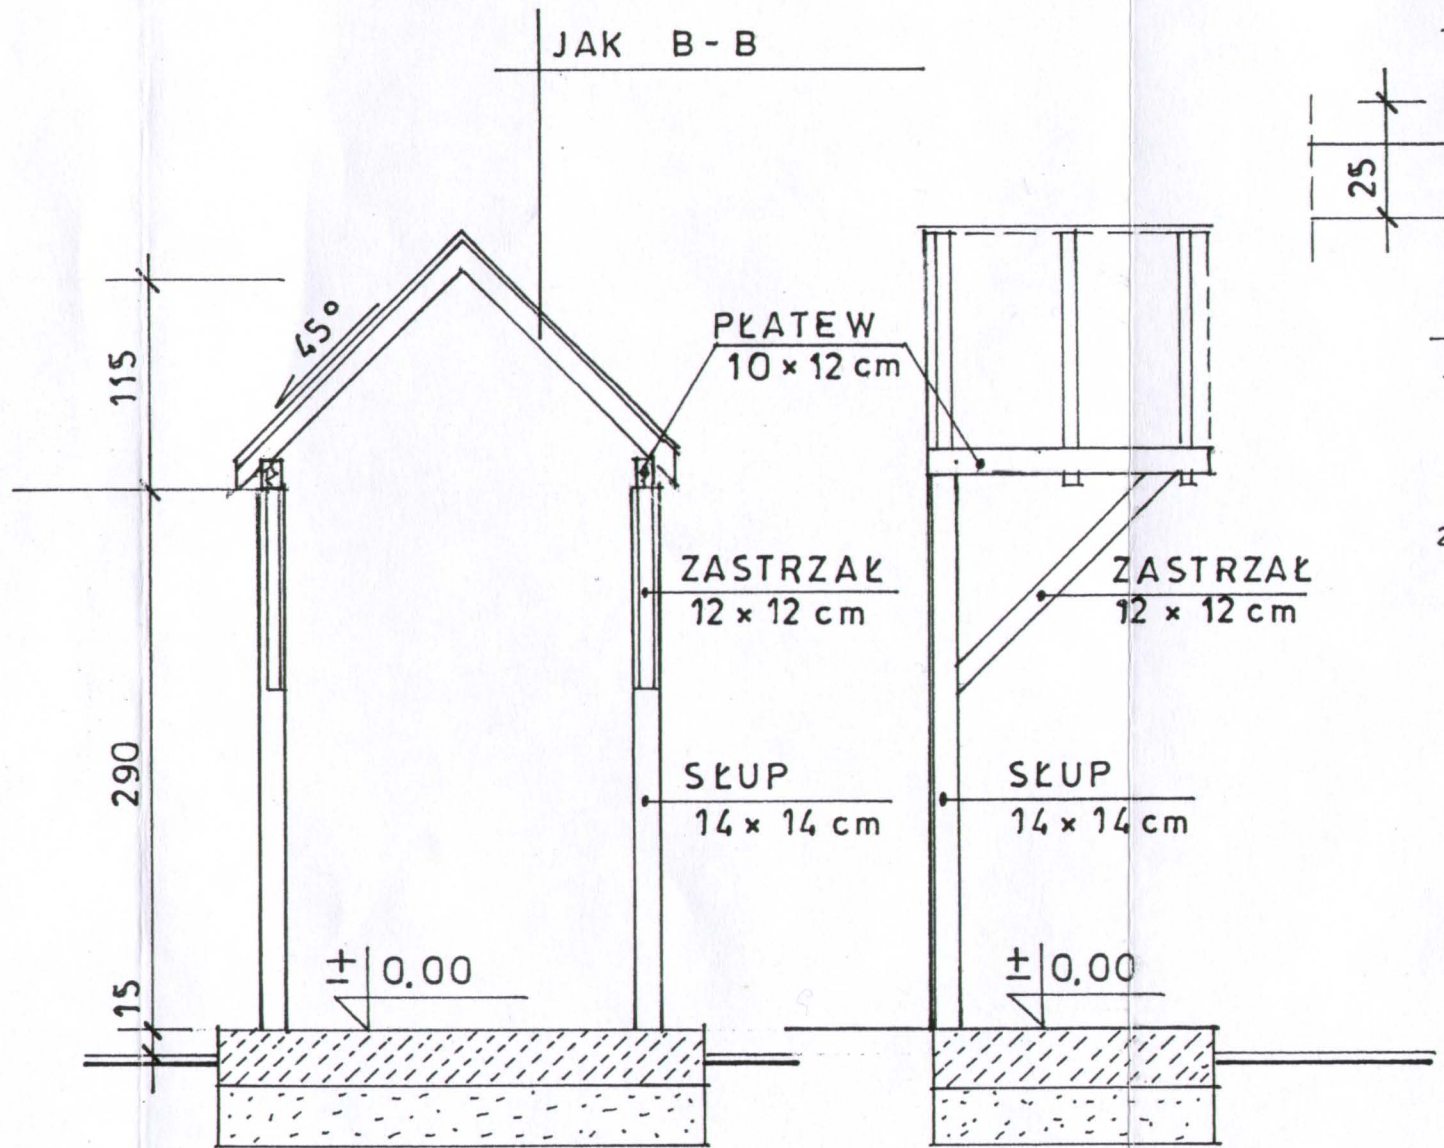 JAK B-B
25
45°
115
PŁATEW
10 × 12 cm
ZASTRZAŁ
12 × 12 cm
ZASTRZAŁ
12 × 12 cm
290
SŁUP
14 × 14 cm
SŁUP
14 × 14 cm
15
± 0,00
± 0,00